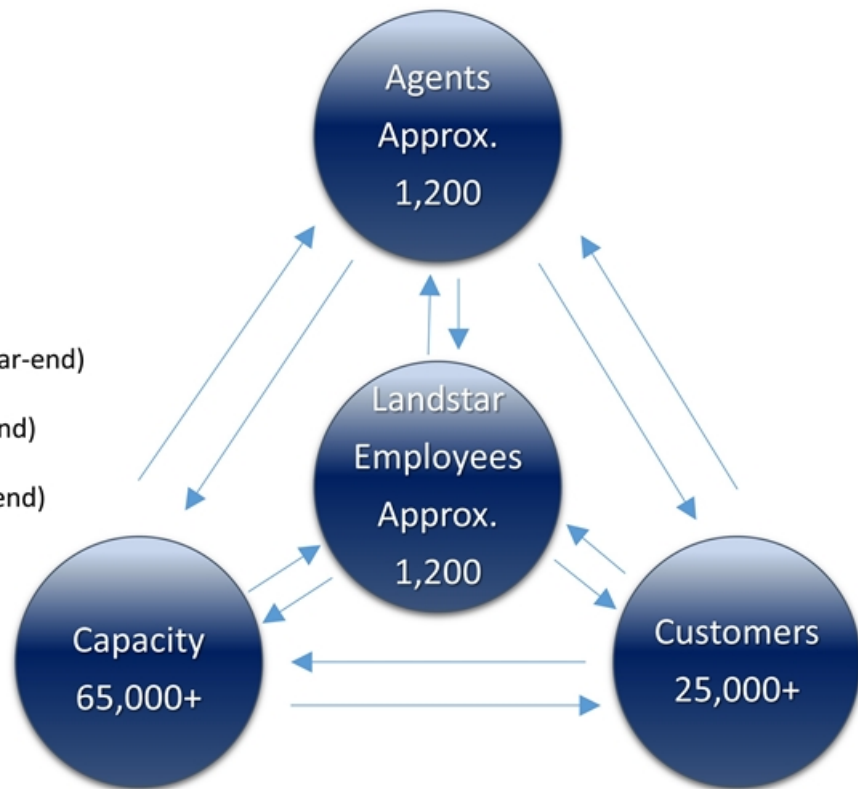 Agents
Approx.
1,200
ar-end)
nd)
end)
Landstar
Employees
Approx.
1,200
Capacity
65,000+
Customers
25,000+